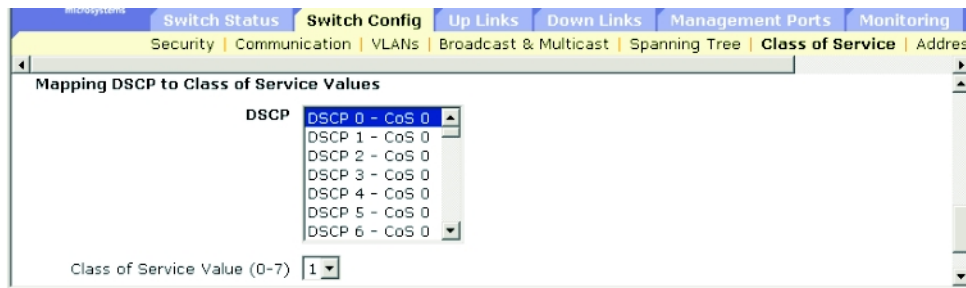 microsystems
Switch Status Switch Config Up Links Down Links Management Ports Monitoring
Security | Communication | VLANs | Broadcast & Multicast | Spanning Tree | Class of Service | Addres
Mapping DSCP to Class of Service Values
DSCP
DSCP 0 - CoS 0
DSCP 1 - CoS 0
DSCP 2 - CoS 0
DSCP 3 - CoS 0
DSCP 4 - CoS 0
DSCP 5 - CoS 0
DSCP 6 - CoS 0
Class of Service Value (0-7) 1